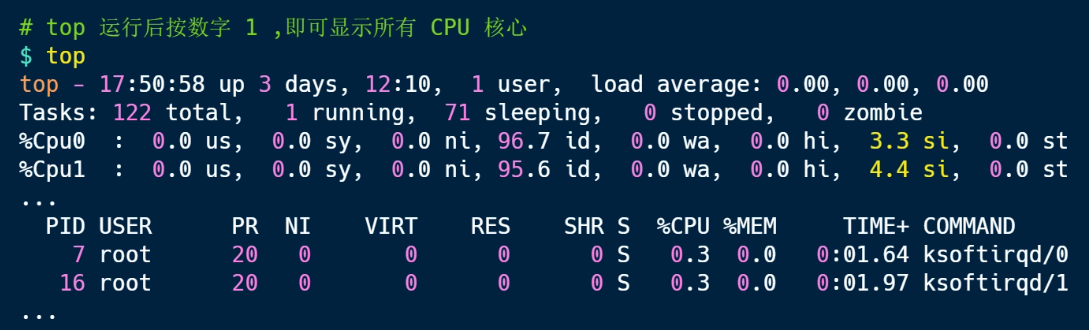 # top 运行后按数字 1 ,即可显示所有 CPU 核心
$ top
top - 17:50:58 up 3 days, 12:10,  1 user,  load average: 0.00, 0.00, 0.00
Tasks: 122 total,   1 running,  71 sleeping,   0 stopped,   0 zombie
%Cpu0  :  0.0 us,  0.0 sy,  0.0 ni, 96.7 id,  0.0 wa,  0.0 hi,  3.3 si,  0.0 st
%Cpu1  :  0.0 us,  0.0 sy,  0.0 ni, 95.6 id,  0.0 wa,  0.0 hi,  4.4 si,  0.0 st
...
  PID USER      PR  NI    VIRT    RES    SHR S  %CPU %MEM     TIME+ COMMAND
    7 root      20   0       0      0      0 S   0.3  0.0   0:01.64 ksoftirqd/0
   16 root      20   0       0      0      0 S   0.3  0.0   0:01.97 ksoftirqd/1
...